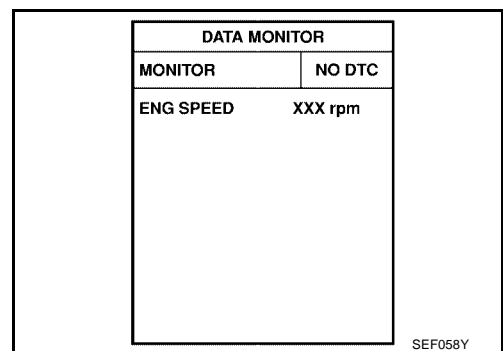 DATA MONITOR
MONITOR NO DTC
ENG SPEED XXX rpm
SEF058Y